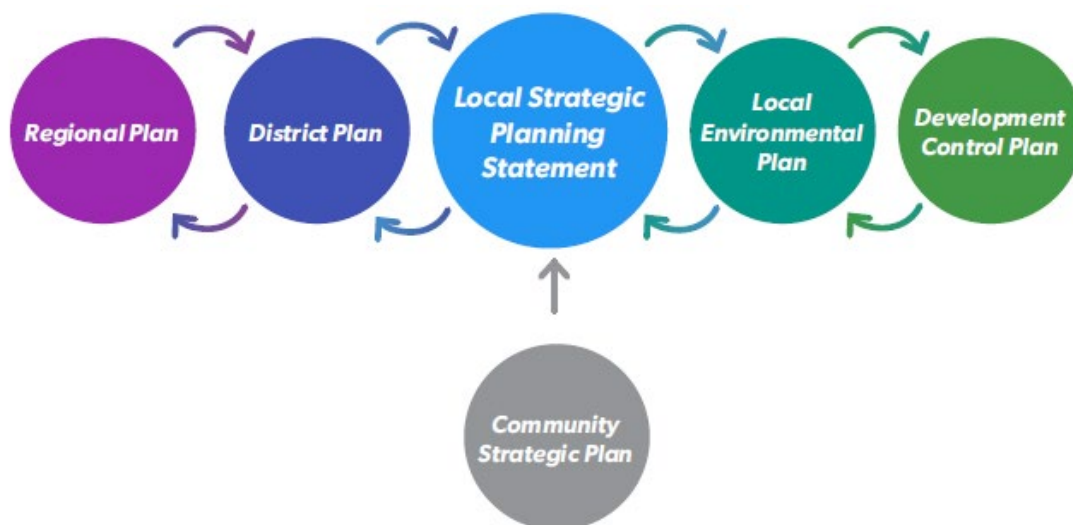 Regional Plan
District Plan
Local Strategic
Planning
Statement
Local
Environmental
Plan
Development
Control Plan
Community
Strategic Plan